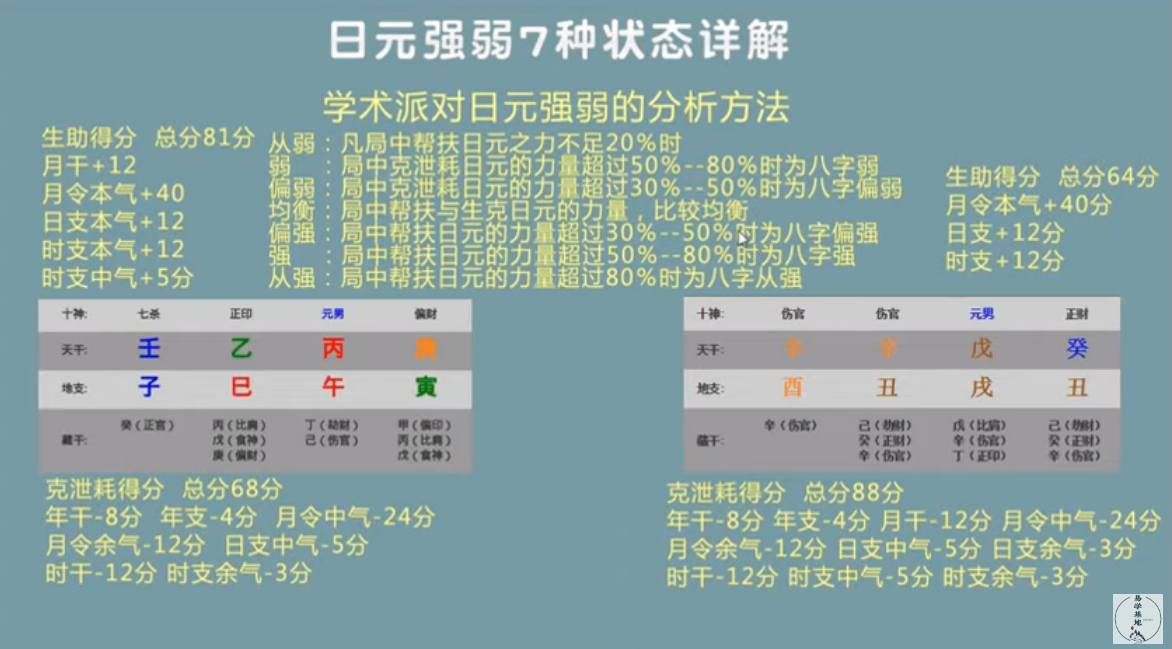 日元强弱7种状态详解
学术派对日元强弱的分析方法
生助得分 总分81分
月干+12
月令本气+40
日支本气+12
时支本气+12
时支中气+5分
从弱：凡局中帮扶日元之力不足20%时
弱 ：局中克泄耗日元的力量超过50%--80%时为八字弱
偏弱：局中克泄耗日元的力量超过30%--50%时为八字偏弱
均衡：局中帮扶与生克日元的力量，比较均衡
偏强：局中帮扶日元的力量超过30%--50%时为八字偏强
强 ：局中帮扶日元的力量超过50%--80%时为八字强
从强：局中帮扶日元的力量超过80%时为八字从强
生助得分 总分64分
月令本气+40分
日支+12分
时支+12分
十神: 七杀 正印 元男 偏财
天干: 壬 乙 丙 庚
地支: 子 巳 午 寅
藏干: 癸（正官） 丙（比肩） 丁（劫财） 甲（偏印）
戊（食神） 己（伤官） 丙（比肩）
庚（偏财） 戊（食神）
十神: 伤官 伤官 元男 正财
天干: 辛 辛 戊 癸
地支: 酉 丑 戌 丑
藏干: 辛（伤官） 己（劫财） 戊（比肩） 己（劫财）
癸（正财） 辛（伤官） 癸（正财）
辛（伤官） 丁（正印） 辛（伤官）
克泄耗得分 总分68分
年干-8分 年支-4分 月令中气-24分
月令余气-12分 日支中气-5分
时干-12分 时支余气-3分
克泄耗得分 总分88分
年干-8分 年支-4分 月干-12分 月令中气-24分
月令余气-12分 日支中气-5分 日支余气-3分
时干-12分 时支中气-5分 时支余气-3分
易学基地